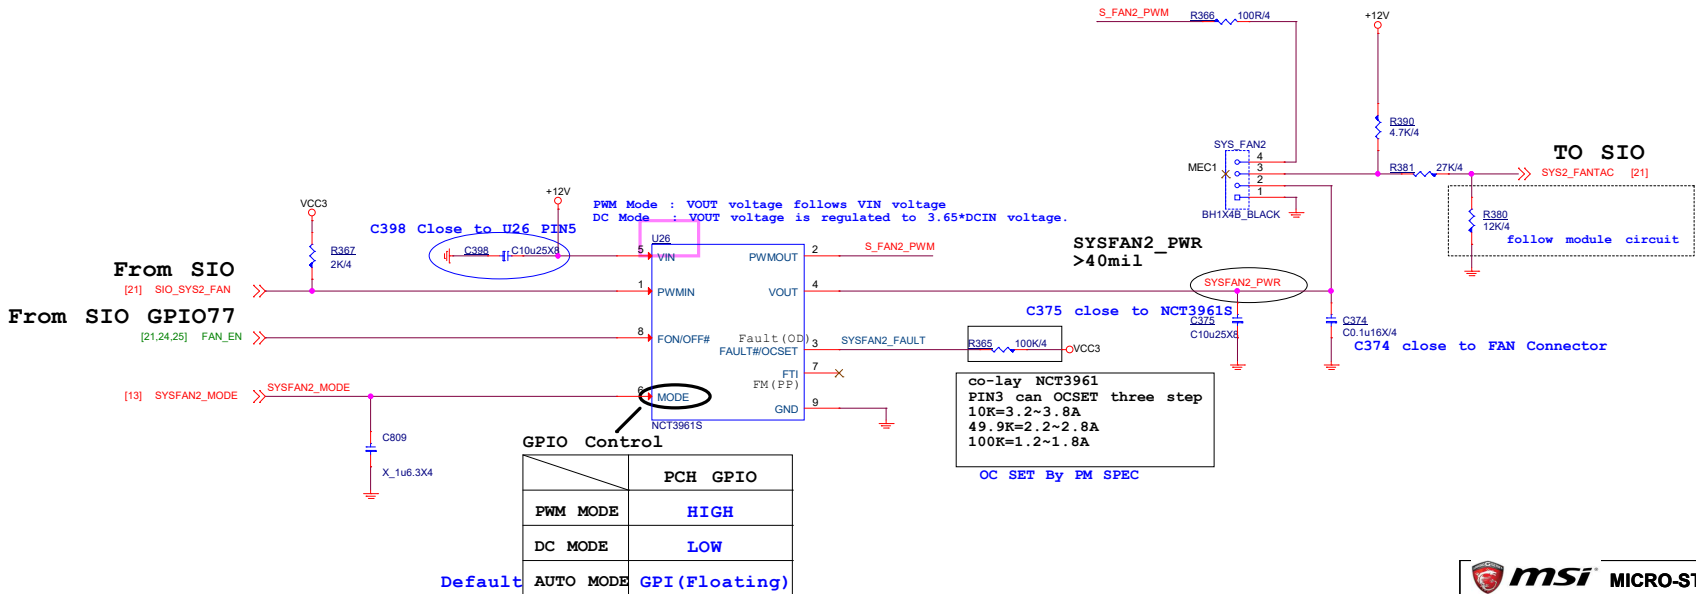 S_FAN2_PWM
R366
100R/4
+12V
R390
4.7K/4
SYS_FAN2
MEC1
4
3
2
1
BH1X4B_BLACK
R381
27K/4
TO SIO
SYS2_FANTAC [21]
R380
12K/4
follow module circuit
VCC3
R367
2K/4
+12V
C398 Close to U26 PIN5
C398
C10u25X8
PWM Mode : VOUT voltage follows VIN voltage
DC Mode : VOUT voltage is regulated to 3.65*DCIN voltage.
U26
5
VIN
PWMOUT
2
S_FAN2_PWM
SYSFAN2_PWR
>40mil
From SIO
[21] SIO_SYS2_FAN
1
PWMIN
VOUT
4
SYSFAN2_PWR
C375 close to NCT3961S
C375
C10u25X8
C374
C0.1u16X/4
C374 close to FAN Connector
From SIO GPIO77
[21,24,25] FAN_EN
8
FON/OFF#
Fault(OD)
FAULT#/OCSET
3
SYSFAN2_FAULT
R365
100K/4
VCC3
FTI
7
FM(PP)
[13] SYSFAN2_MODE
SYSFAN2_MODE
6
MODE
GND
9
NCT3961S
C809
X_1u6.3X4
co-lay NCT3961
PIN3 can OCSET three step
10K=3.2~3.8A
49.9K=2.2~2.8A
100K=1.2~1.8A
OC SET By PM SPEC
GPIO Control
PCH GPIO
PWM MODE HIGH
DC MODE LOW
Default AUTO MODE GPI(Floating)
msi MICRO-ST